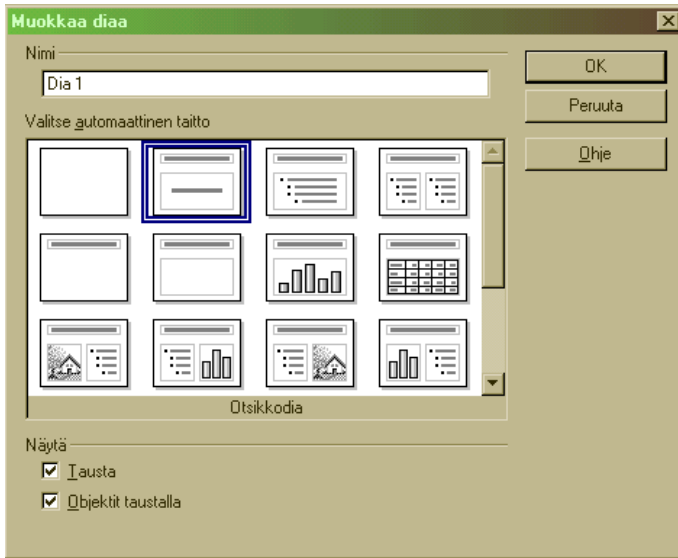 Muokkaa diaa
Nimi
Dia 1
OK
Peruuta
Ohje
Valitse automaattinen taitto
Otsikkodia
Näytä
Tausta
Objektit taustalla